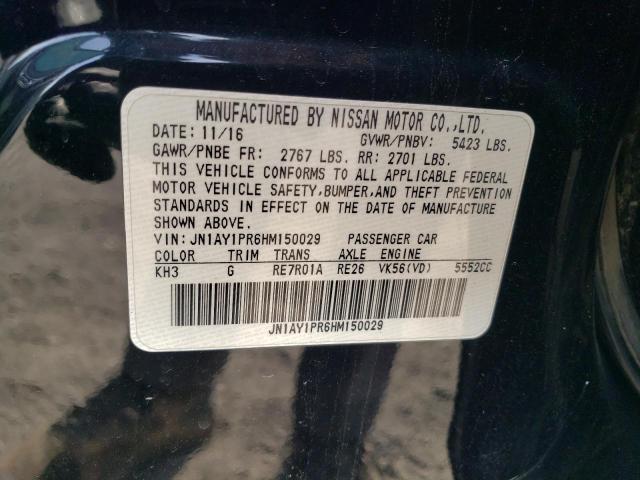 MANUFACTURED BY NISSAN MOTOR CO.,LTD.
DATE: 11/16 GVWR/PNBV: 5423 LBS.
GAWR/PNBE FR: 2767 LBS. RR: 2701 LBS.
THIS VEHICLE CONFORMS TO ALL APPLICABLE FEDERAL
MOTOR VEHICLE SAFETY,BUMPER,AND THEFT PREVENTION
STANDARDS IN EFFECT ON THE DATE OF MANUFACTURE
SHOWN ABOVE.
VIN: JN1AY1PR6HM150029 PASSENGER CAR
COLOR TRIM TRANS AXLE ENGINE
KH3 G RE7R01A RE26 VK56(VD) 5552CC
JN1AY1PR6HM150029